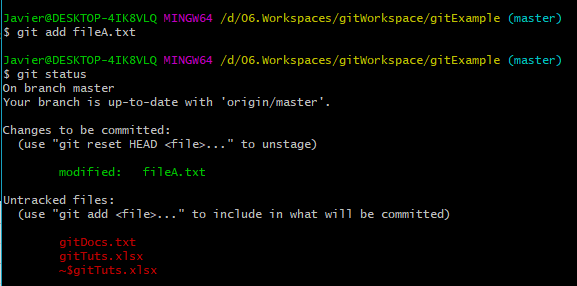 Javier@DESKTOP-4IK8VLQ MINGW64 /d/06.Workspaces/gitWorkspace/gitExample (master)
$ git add fileA.txt
Javier@DESKTOP-4IK8VLQ MINGW64 /d/06.Workspaces/gitWorkspace/gitExample (master)
$ git status
On branch master
Your branch is up-to-date with 'origin/master'.
Changes to be committed:
(use "git reset HEAD <file>..." to unstage)
modified: fileA.txt
Untracked files:
(use "git add <file>..." to include in what will be committed)
gitDocs.txt
gitTuts.xlsx
~$gitTuts.xlsx